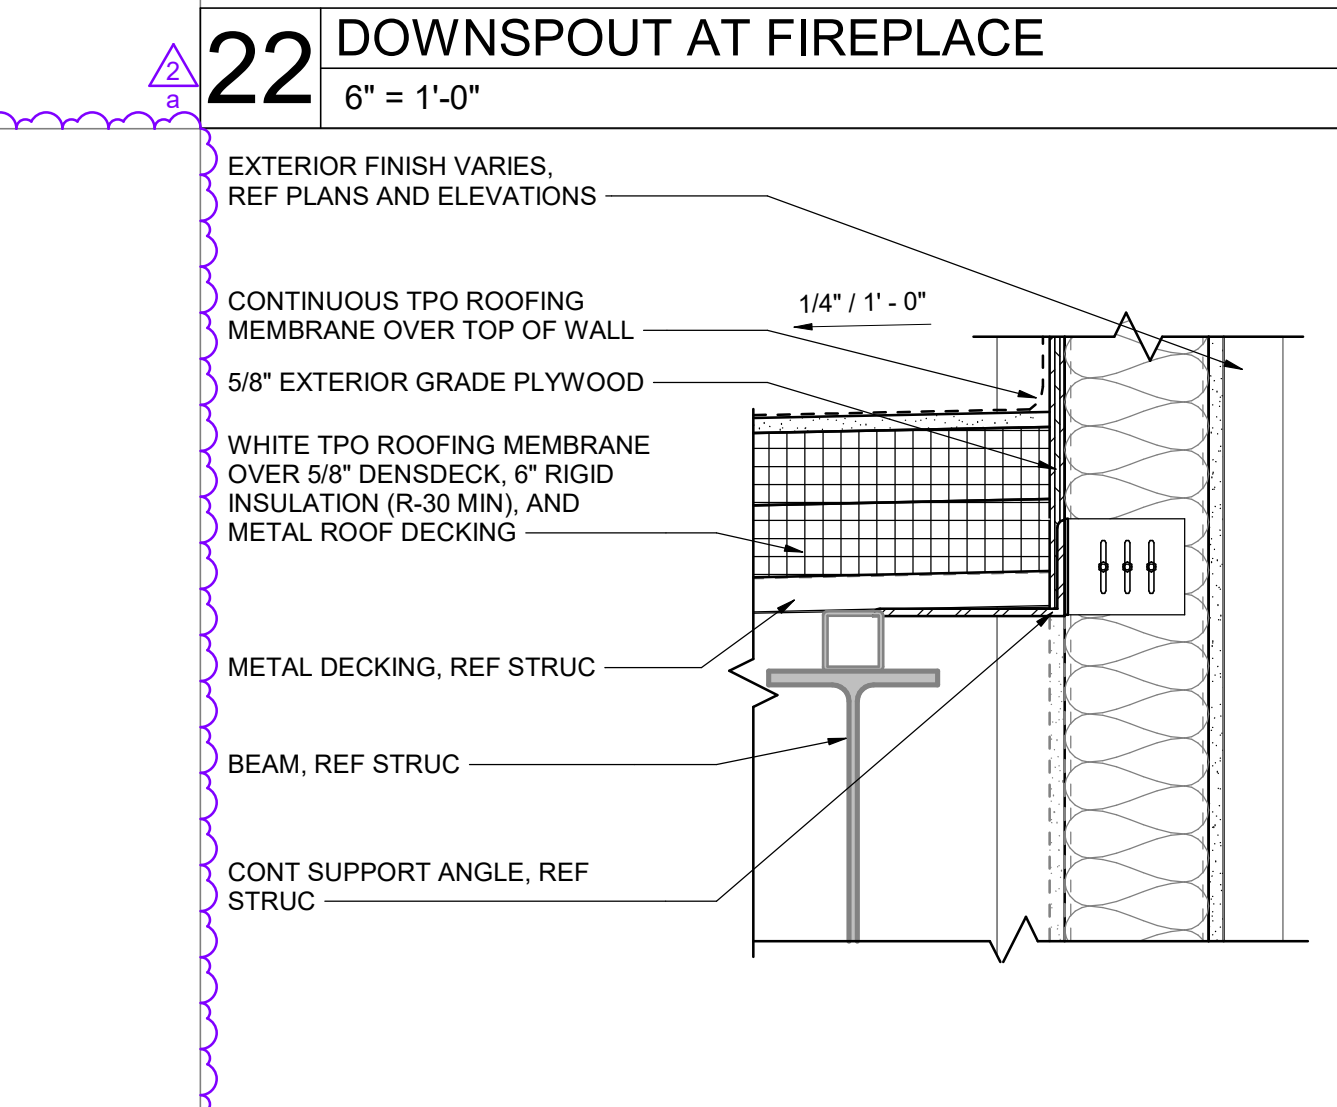 22
DOWNSPOUT AT FIREPLACE
6" = 1'-0"
2
a
EXTERIOR FINISH VARIES,
REF PLANS AND ELEVATIONS
CONTINUOUS TPO ROOFING
MEMBRANE OVER TOP OF WALL
1/4" / 1' - 0"
5/8" EXTERIOR GRADE PLYWOOD
WHITE TPO ROOFING MEMBRANE
OVER 5/8" DENSDECK, 6" RIGID
INSULATION (R-30 MIN), AND
METAL ROOF DECKING
METAL DECKING, REF STRUC
BEAM, REF STRUC
CONT SUPPORT ANGLE, REF
STRUC